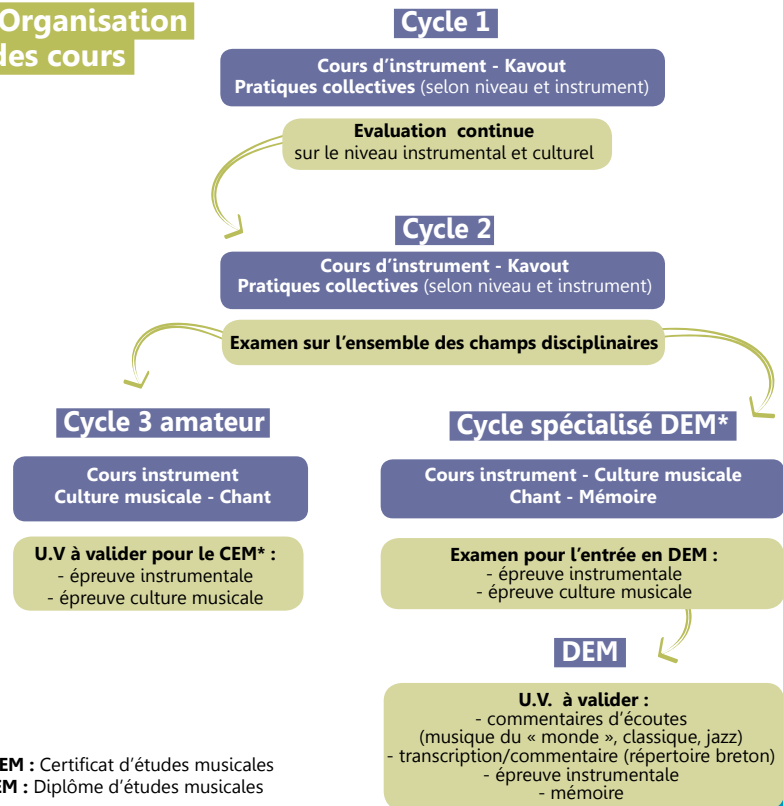 Organisation
des cours
Cycle 1
Cours d’instrument - Kavout
Pratiques collectives (selon niveau et instrument)
Evaluation continue
sur le niveau instrumental et culturel
Cycle 2
Cours d’instrument - Kavout
Pratiques collectives (selon niveau et instrument)
Examen sur l’ensemble des champs disciplinaires
Cycle 3 amateur
Cours instrument
Culture musicale - Chant
U.V à valider pour le CEM* :
- épreuve instrumentale
- épreuve culture musicale
Cycle spécialisé DEM*
Cours instrument - Culture musicale
Chant - Mémoire
Examen pour l’entrée en DEM :
- épreuve instrumentale
- épreuve culture musicale
DEM
U.V. à valider :
- commentaires d’écoutes
(musique du « monde », classique, jazz)
- transcription/commentaire (répertoire breton)
- épreuve instrumentale
- mémoire
EM : Certificat d’études musicales
EM : Diplôme d’études musicales